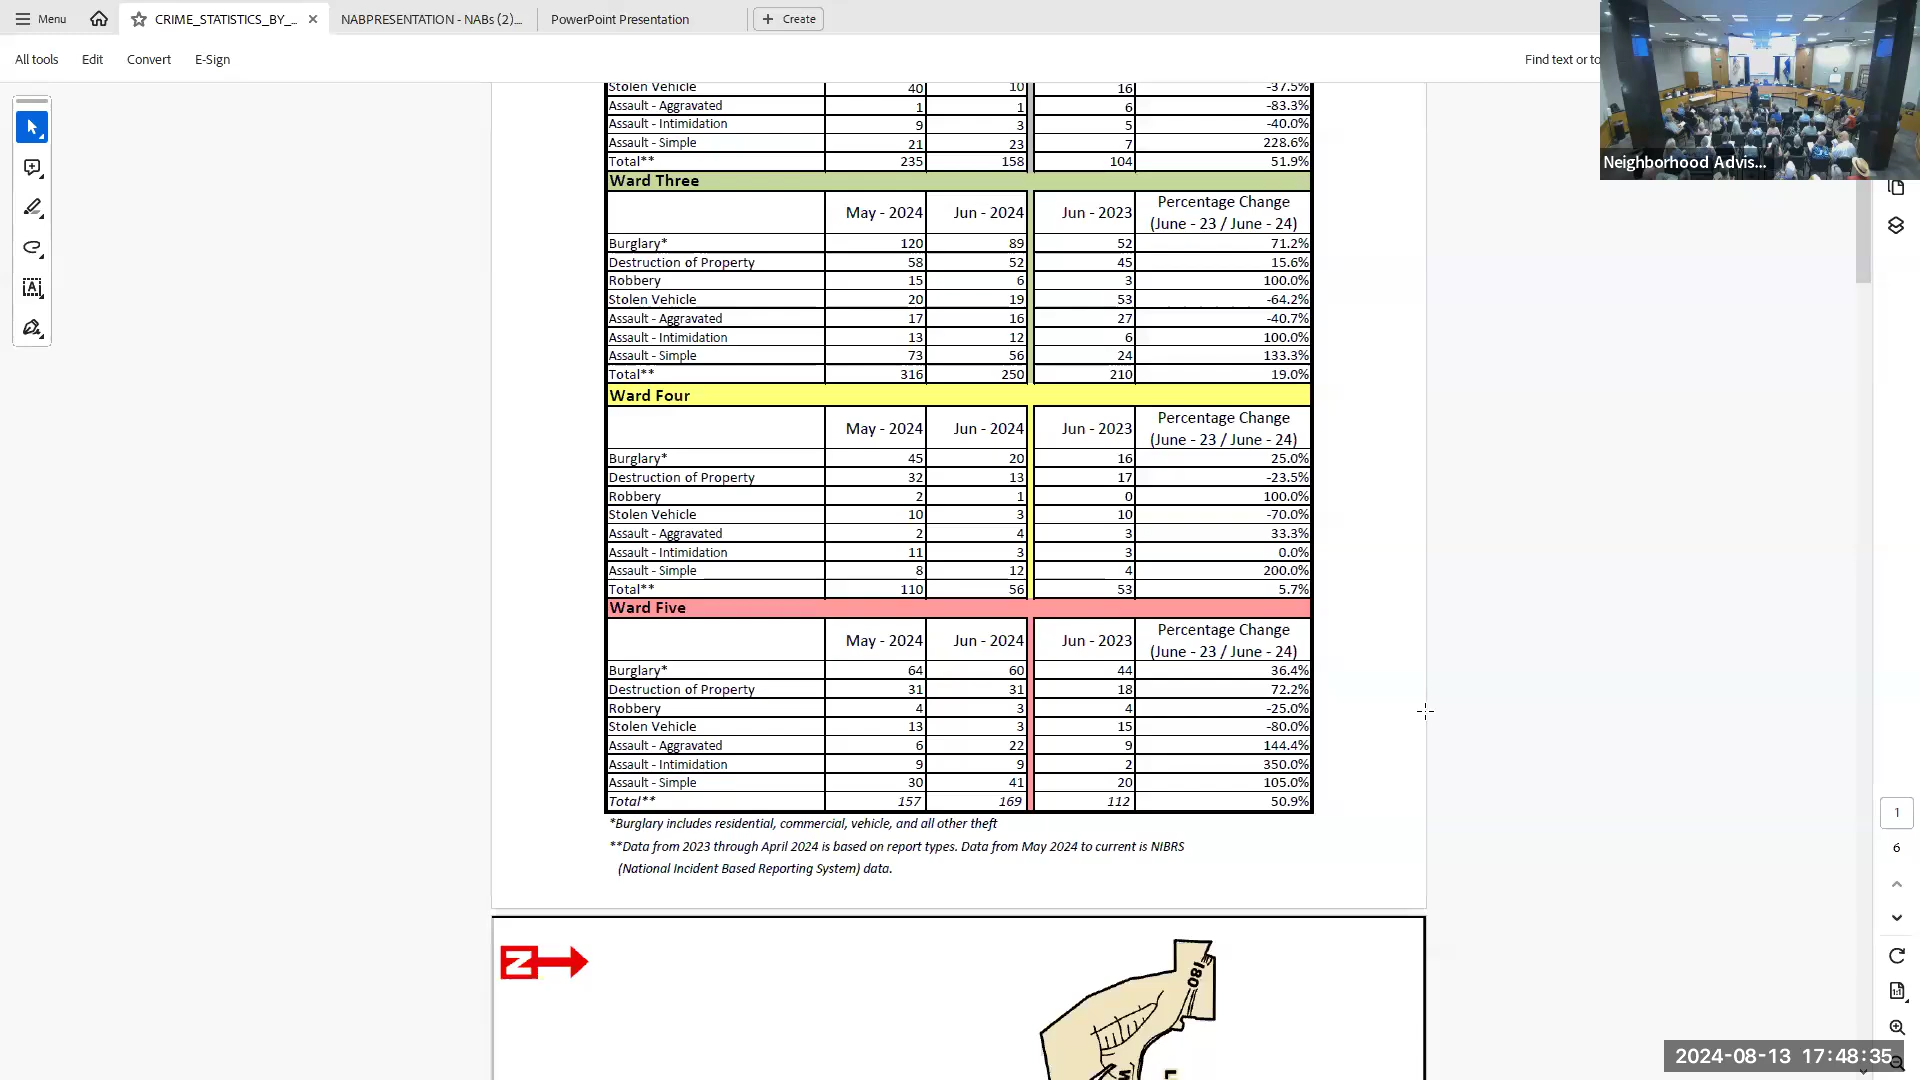 Menu
CRIME_STATISTICS_BY_...
NABPRESENTATION - NABs (2)...
PowerPoint Presentation
Create
All tools
Edit
Convert
E-Sign
Find text or to
Neighborhood Advis...
Stolen Vehicle 40 10 16 -37.5%
Assault - Aggravated 1 1 6 -83.3%
Assault - Intimidation 9 3 5 -40.0%
Assault - Simple 21 23 7 228.6%
Total** 235 158 104 51.9%
Ward Three
May - 2024 Jun - 2024 Jun - 2023 Percentage Change
(June - 23 / June - 24)
Burglary* 120 89 52 71.2%
Destruction of Property 58 52 45 15.6%
Robbery 15 6 3 100.0%
Stolen Vehicle 20 19 53 -64.2%
Assault - Aggravated 17 16 27 -40.7%
Assault - Intimidation 13 12 6 100.0%
Assault - Simple 73 56 24 133.3%
Total** 316 250 210 19.0%
Ward Four
May - 2024 Jun - 2024 Jun - 2023 Percentage Change
(June - 23 / June - 24)
Burglary* 45 20 16 25.0%
Destruction of Property 32 13 17 -23.5%
Robbery 2 1 0 100.0%
Stolen Vehicle 10 3 10 -70.0%
Assault - Aggravated 2 4 3 33.3%
Assault - Intimidation 11 3 3 0.0%
Assault - Simple 8 12 4 200.0%
Total** 110 56 53 5.7%
Ward Five
May - 2024 Jun - 2024 Jun - 2023 Percentage Change
(June - 23 / June - 24)
Burglary* 64 60 44 36.4%
Destruction of Property 31 31 18 72.2%
Robbery 4 3 4 -25.0%
Stolen Vehicle 13 3 15 -80.0%
Assault - Aggravated 6 22 9 144.4%
Assault - Intimidation 9 9 2 350.0%
Assault - Simple 30 41 20 105.0%
Total** 157 169 112 50.9%
*Burglary includes residential, commercial, vehicle, and all other theft
**Data from 2023 through April 2024 is based on report types. Data from May 2024 to current is NIBRS
(National Incident Based Reporting System) data.
1
6
N
I80
2024-08-13 17:48:35